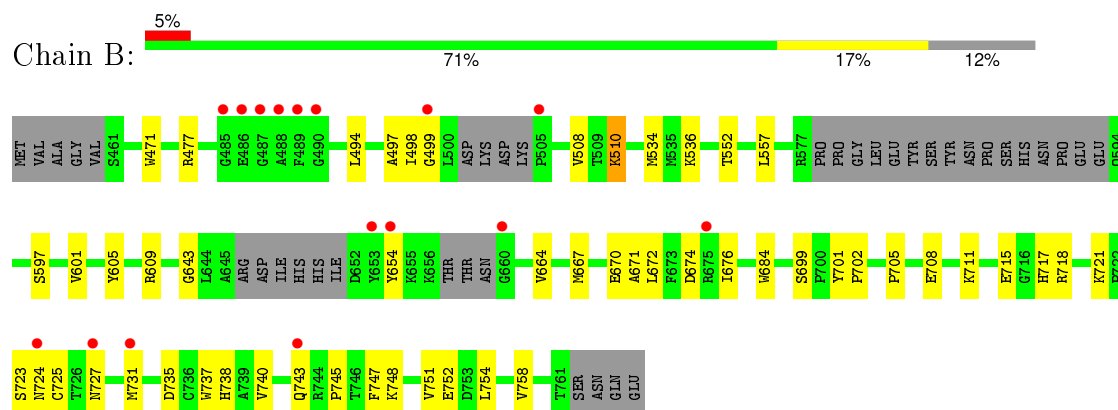 5%
Chain B:
71% 17% 12%
MET VAL ALA GLY VAL S461 W471 R477 G485 E486 G487 A488 F489 G490 L494 A497 I498 G499 L500 ASP LYS ASP LYS P505 V508 T509 K510 M534 M535 K536 T552 L557 R577 PRO PRO GLY LEU GLU TYR SER TYR ASN PRO SER HIS ASN PRO GLU GLU
S597 V601 Y605 R609 G643 L644 A645 ARG ASP ILE HIS HIS ILE D652 Y653 Y654 K655 K656 THR THR ASN G660 V664 M667 E670 A671 L672 F673 D674 R675 I676 W684 S699 F700 Y701 P702 P705 E708 K711 E715 G716 H717 R718 K721
S723 N724 C725 T726 N727 M731 D735 C736 W737 H738 A739 V740 Q743 R744 P745 T746 F747 K748 V751 E752 D753 L754 V758 T761 SER ASN GLN GLU